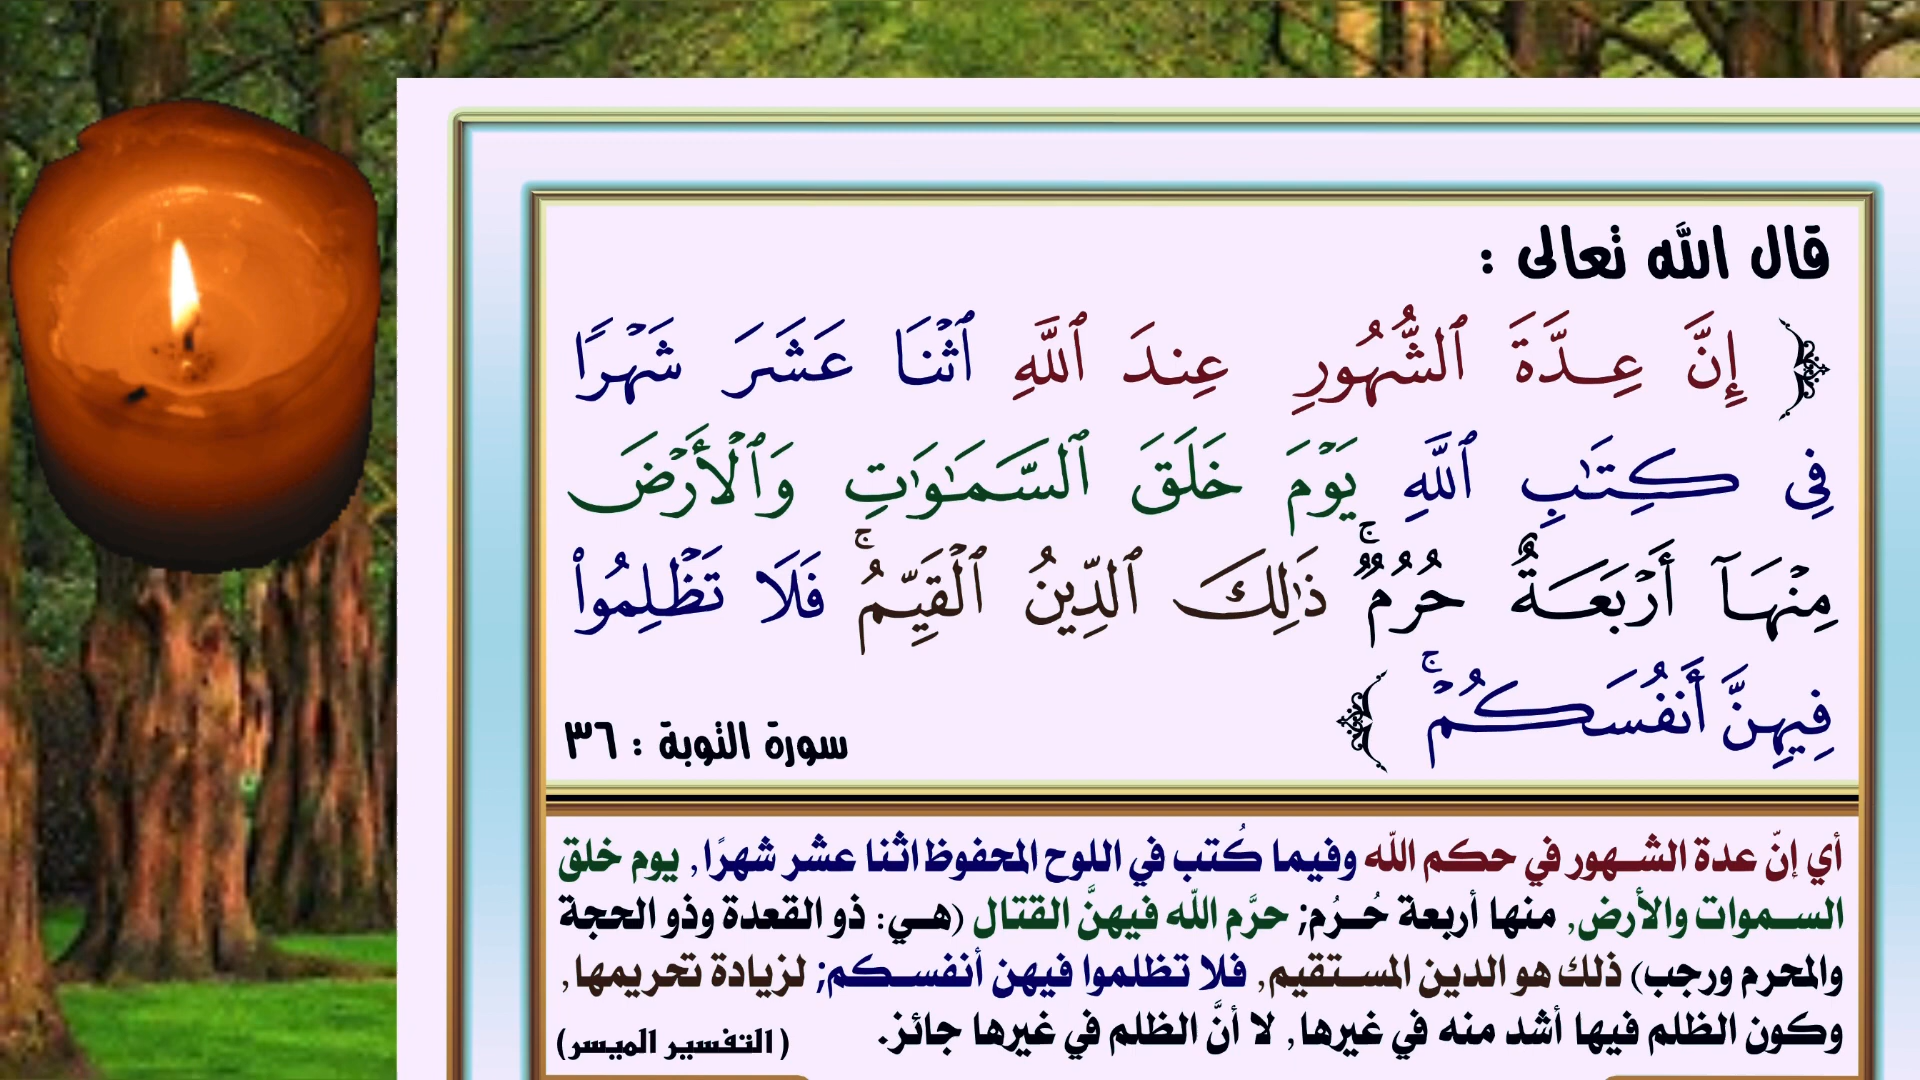 قال الله تعالى :
﴿ إِنَّ عِدَّةَ ٱلشُّهُورِ عِندَ ٱللَّهِ ٱثۡنَا عَشَرَ شَهۡرٗا
فِي كِتَٰبِ ٱللَّهِ يَوۡمَ خَلَقَ ٱلسَّمَٰوَٰتِ وَٱلۡأَرۡضَ
مِنۡهَآ أَرۡبَعَةٌ حُرُمٞۚ ذَٰلِكَ ٱلدِّينُ ٱلۡقَيِّمُۚ فَلَا تَظۡلِمُواْ
فِيهِنَّ أَنفُسَكُمۡۚ ﴾ سورة التوبة : ٣٦
أي إنّ عدة الشهور في حكم الله وفيما كُتب في اللوح المحفوظ اثنا عشر شهرًا, يوم خلق
السموات والأرض, منها أربعة حُرُم; حرَّم الله فيهنَّ القتال (هي: ذو القعدة وذو الحجة
والمحرم ورجب) ذلك هو الدين المستقيم, فلا تظلموا فيهن أنفسكم; لزيادة تحريمها,
وكون الظلم فيها أشد منه في غيرها, لا أنَّ الظلم في غيرها جائز. (التفسير الميسر)